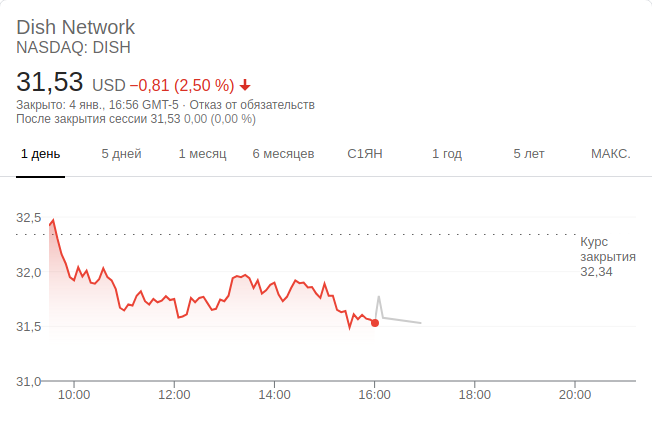 Dish Network
NASDAQ: DISH
31,53 USD −0,81 (2,50 %)
Закрыто: 4 янв., 16:56 GMT-5 · Отказ от обязательств
После закрытия сессии 31,53 0,00 (0,00 %)
1 день 5 дней 1 месяц 6 месяцев С1ЯН 1 год 5 лет МАКС.
32,5
Курс
закрытия
32,34
32,0
31,5
31,0
10:00 12:00 14:00 16:00 18:00 20:00